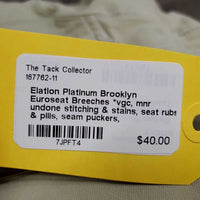 The Tack Collector
167762-11
Elation Platinum Brooklyn
Euroseat Breeches *vgc, mnr
undone stitching & stains, seat rubs
& pills, seam puckers,
7JPFT4
$40.00